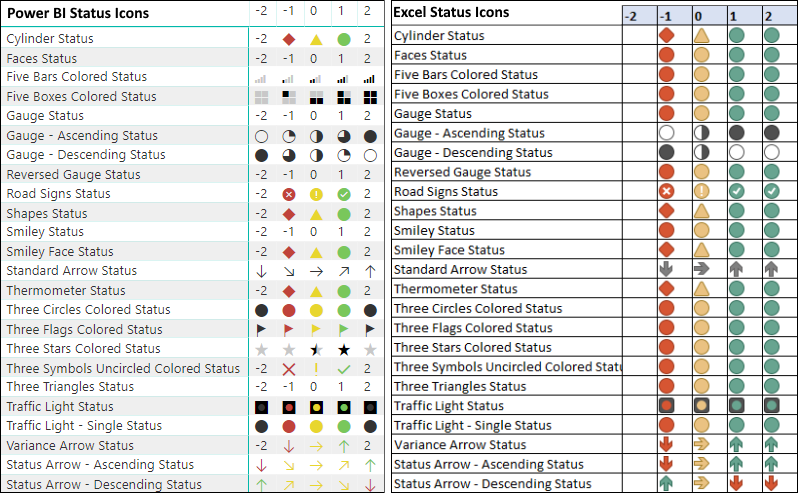 Power BI Status Icons -2 -1 0 1 2
Cylinder Status -2
Faces Status -2 -1 0 1 2
Five Bars Colored Status
Five Boxes Colored Status
Gauge Status -2 -1 0 1 2
Gauge - Ascending Status
Gauge - Descending Status
Reversed Gauge Status -2 -1 0 1 2
Road Signs Status -2 2
Shapes Status -2 2
Smiley Status -2 -1 0 1 2
Smiley Face Status -2 2
Standard Arrow Status
Thermometer Status -2 2
Three Circles Colored Status
Three Flags Colored Status
Three Stars Colored Status
Three Symbols Uncircled Colored Status -2 2
Three Triangles Status -2 -1 0 1 2
Traffic Light Status
Traffic Light - Single Status
Variance Arrow Status -2 2
Status Arrow - Ascending Status
Status Arrow - Descending Status
Excel Status Icons -2 -1 0 1 2
Cylinder Status
Faces Status
Five Bars Colored Status
Five Boxes Colored Status
Gauge Status
Gauge - Ascending Status
Gauge - Descending Status
Reversed Gauge Status
Road Signs Status
Shapes Status
Smiley Status
Smiley Face Status
Standard Arrow Status
Thermometer Status
Three Circles Colored Status
Three Flags Colored Status
Three Stars Colored Status
Three Symbols Uncircled Colored Statu
Three Triangles Status
Traffic Light Status
Traffic Light - Single Status
Variance Arrow Status
Status Arrow - Ascending Status
Status Arrow - Descending Status